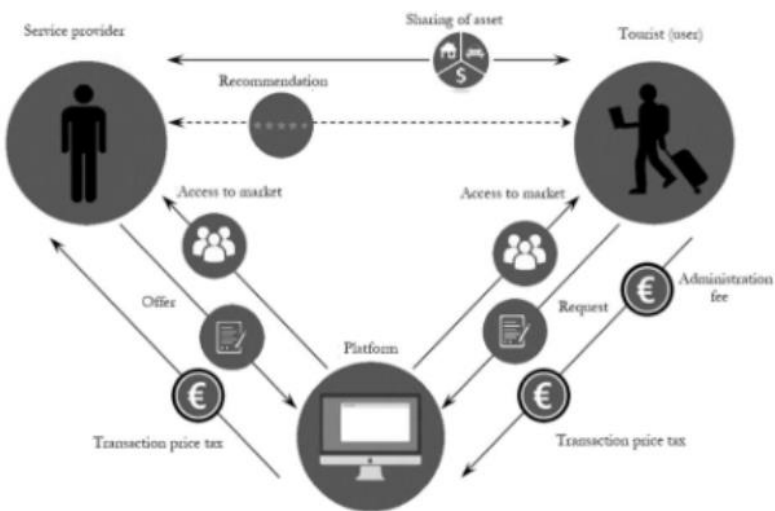 Sharing of asset
Service provider
Tourist (user)
$
Recommendation
Access to market
Access to market
€
Administration
fee
Offer
Request
Platform
€
€
Transaction price tax
Transaction price tax